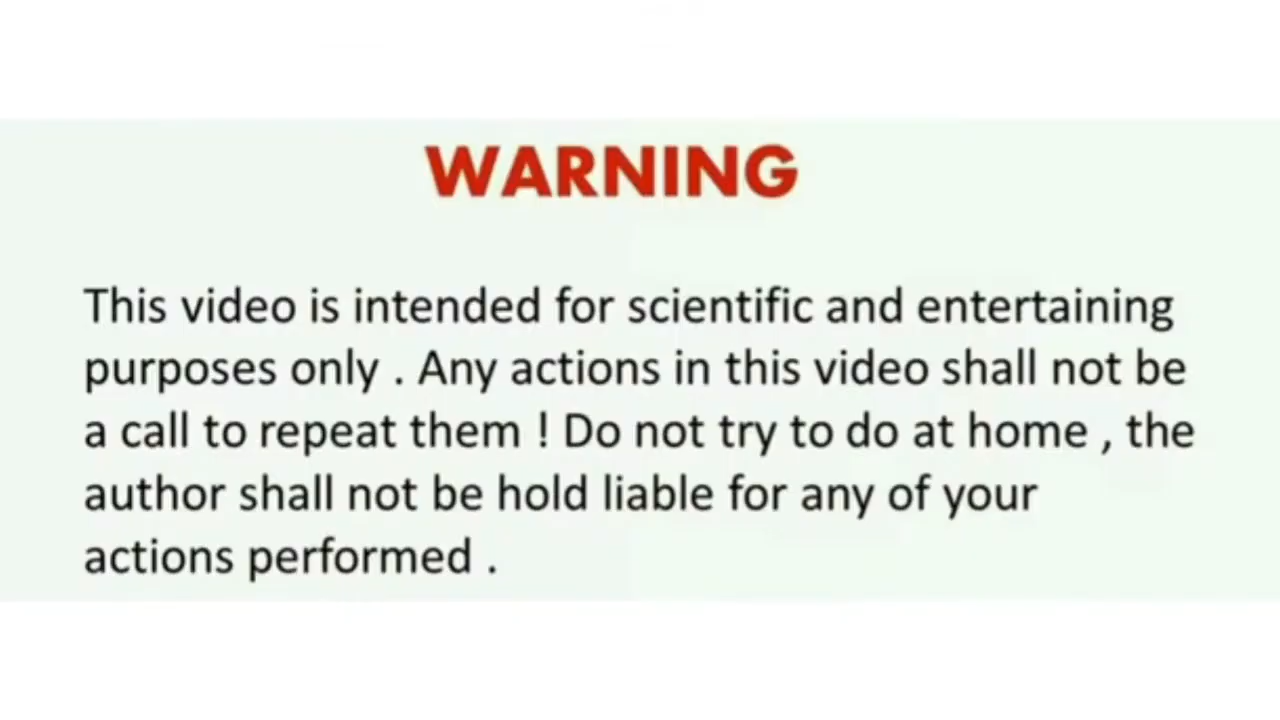 WARNING
This video is intended for scientific and entertaining
purposes only . Any actions in this video shall not be
a call to repeat them ! Do not try to do at home , the
author shall not be hold liable for any of your
actions performed .